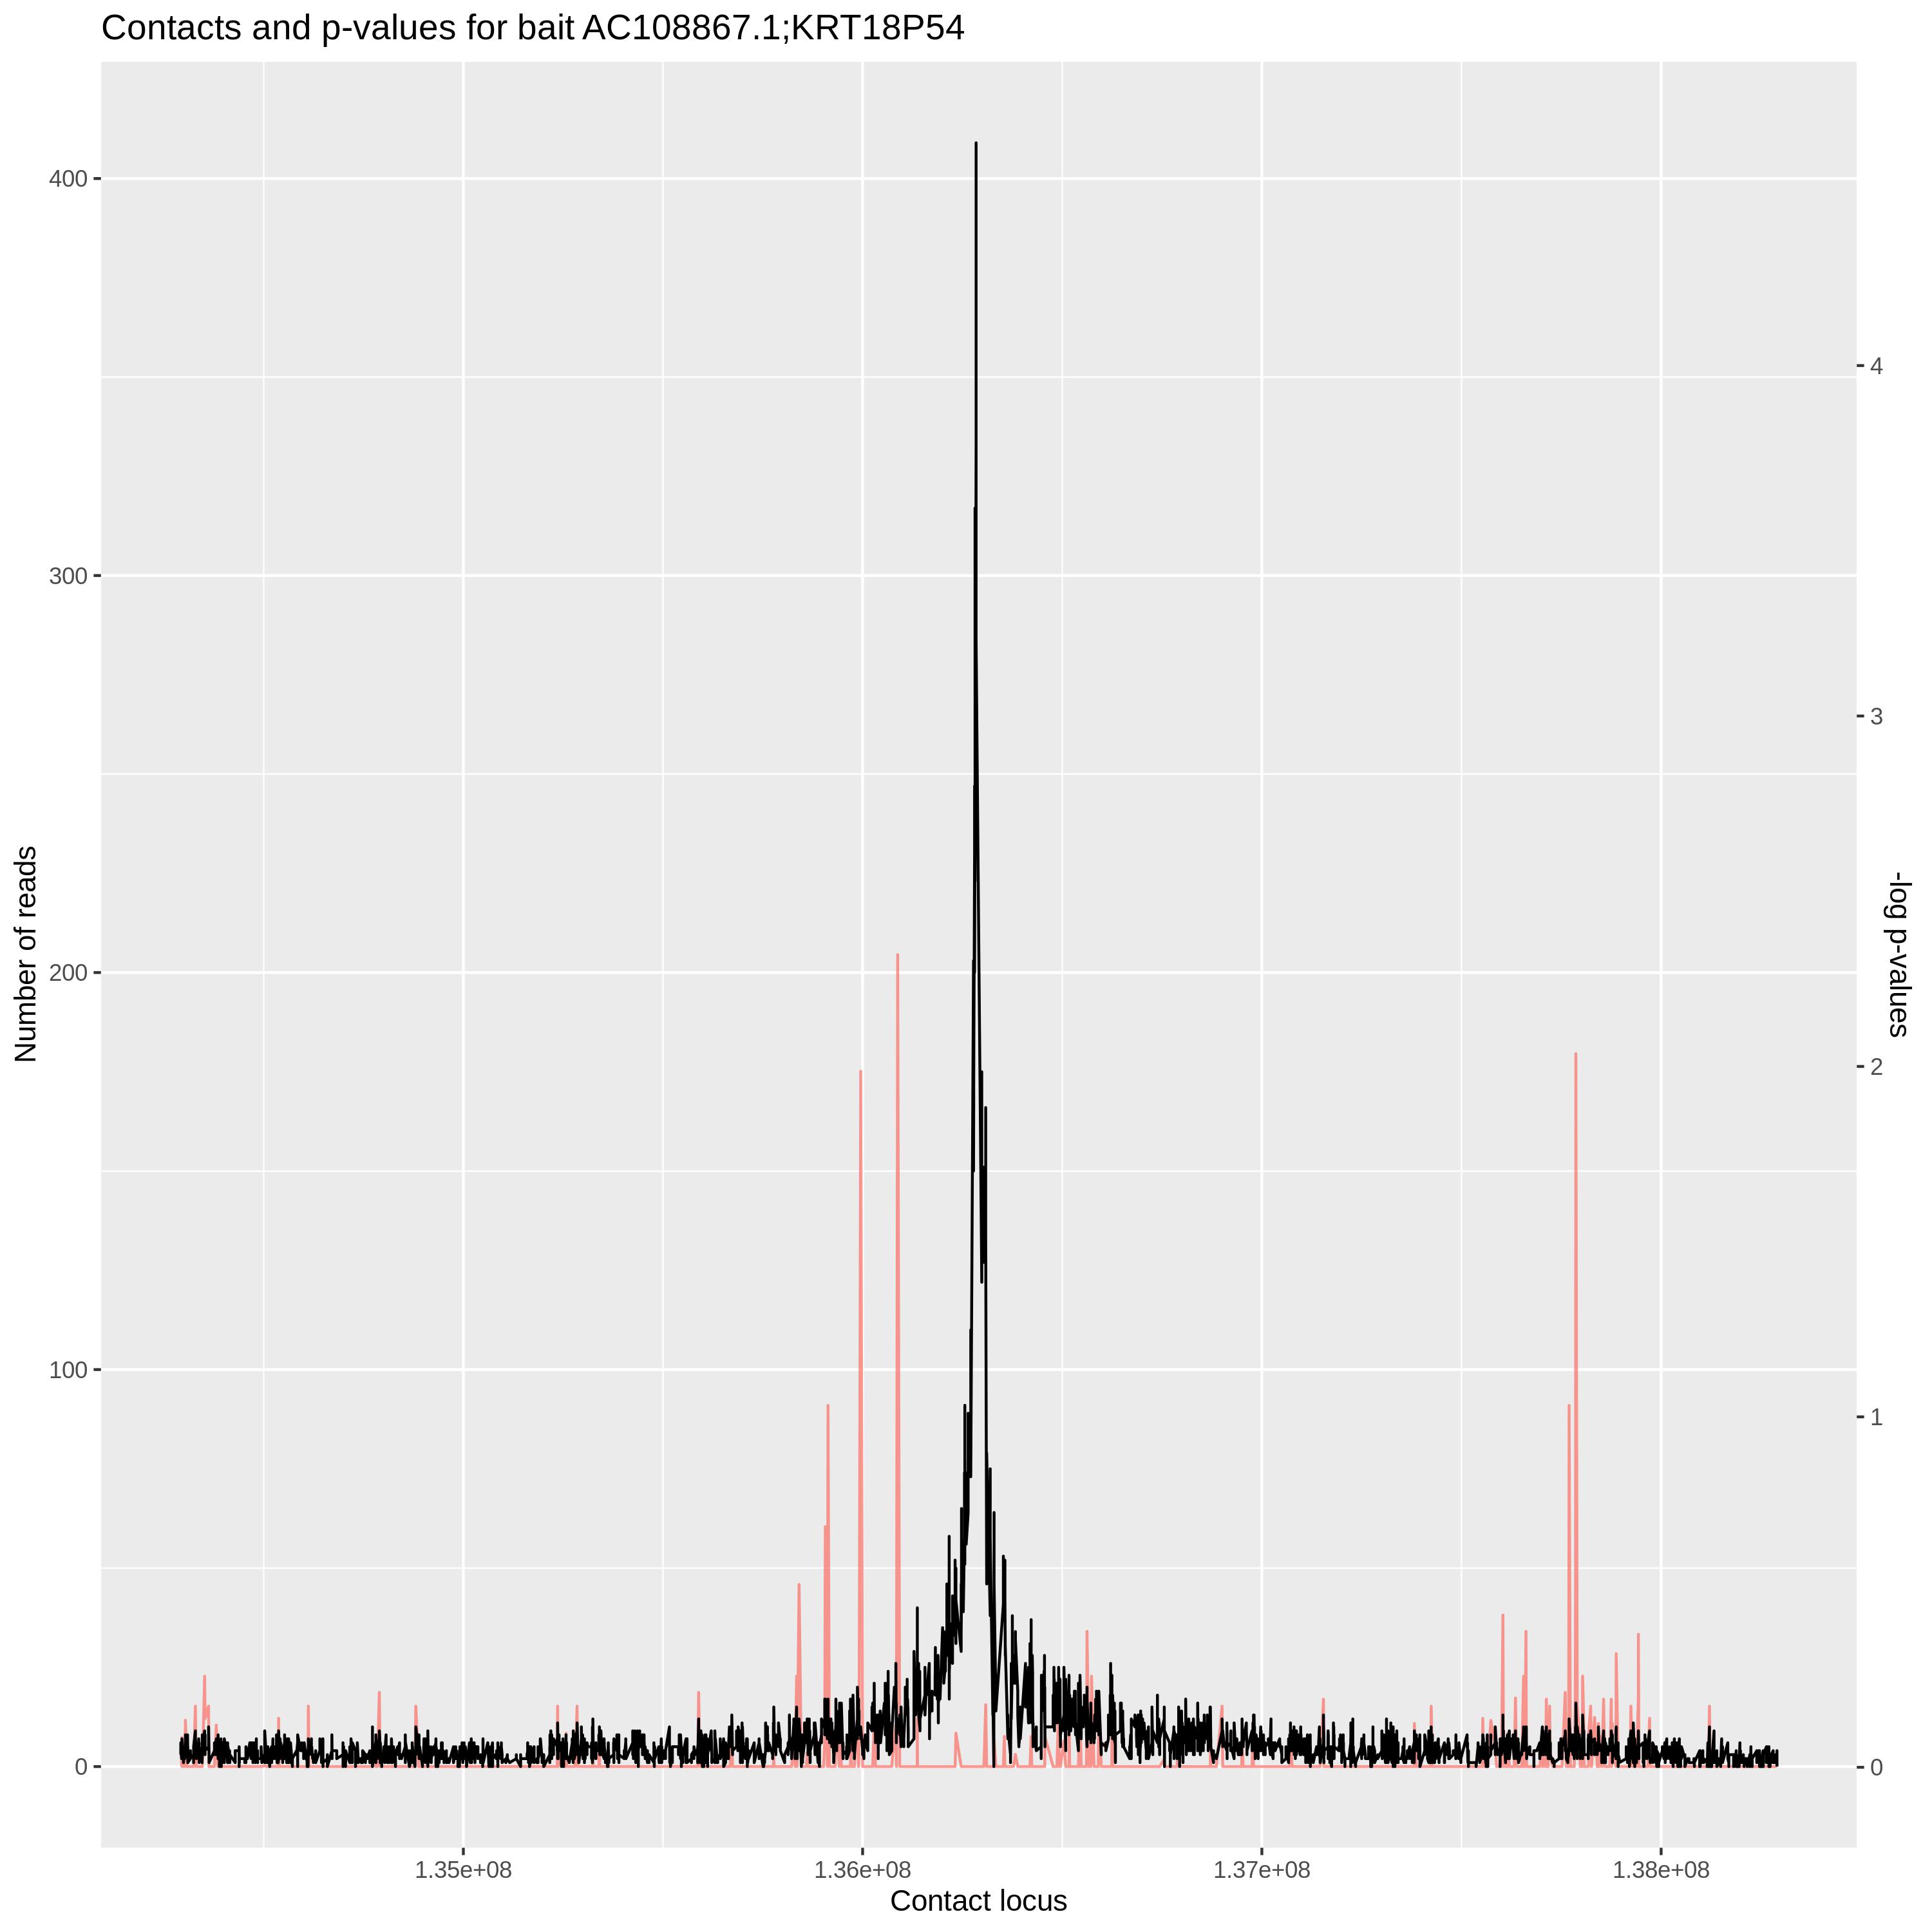 Contacts and p-values for bait AC108867.1;KRT18P54
400
300
200
100
0
Number of reads
4
3
2
1
0
-log p-values
1.35e+08
1.36e+08
1.37e+08
1.38e+08
Contact locus